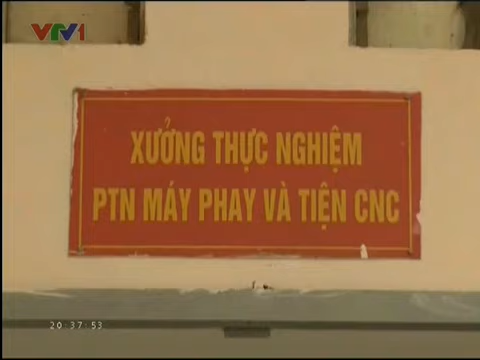 VTV1
XƯỞNG THỰC NGHIỆM
PTN MÁY PHAY VÀ TIỆN CNC
20:37:53